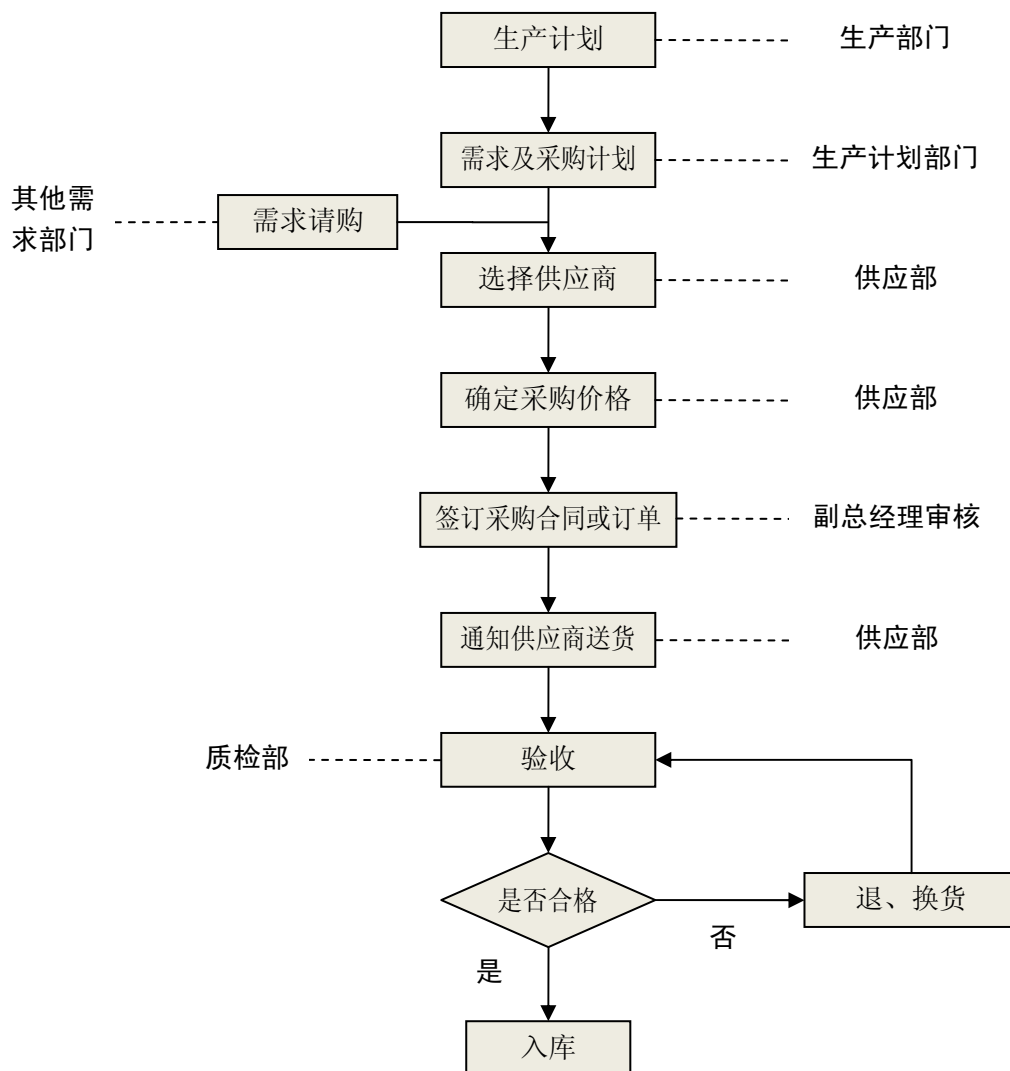 生产计划
生产部门
需求及采购计划
生产计划部门
其他需
求部门
需求请购
选择供应商
供应部
确定采购价格
供应部
签订采购合同或订单
副总经理审核
通知供应商送货
供应部
质检部
验收
是否合格
退、换货
否
是
入库